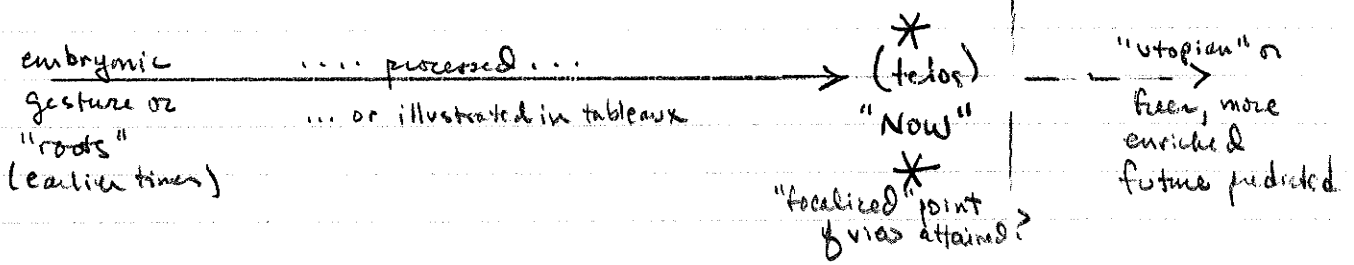 embryonic
gesture or
"roots"
(earlier times)
.... processed ...
... or illustrated in tableaux
*
(telos)
"Now"
*
"focalized" point
of view attained?
"utopian" or
freer, more
enriched
future predicted